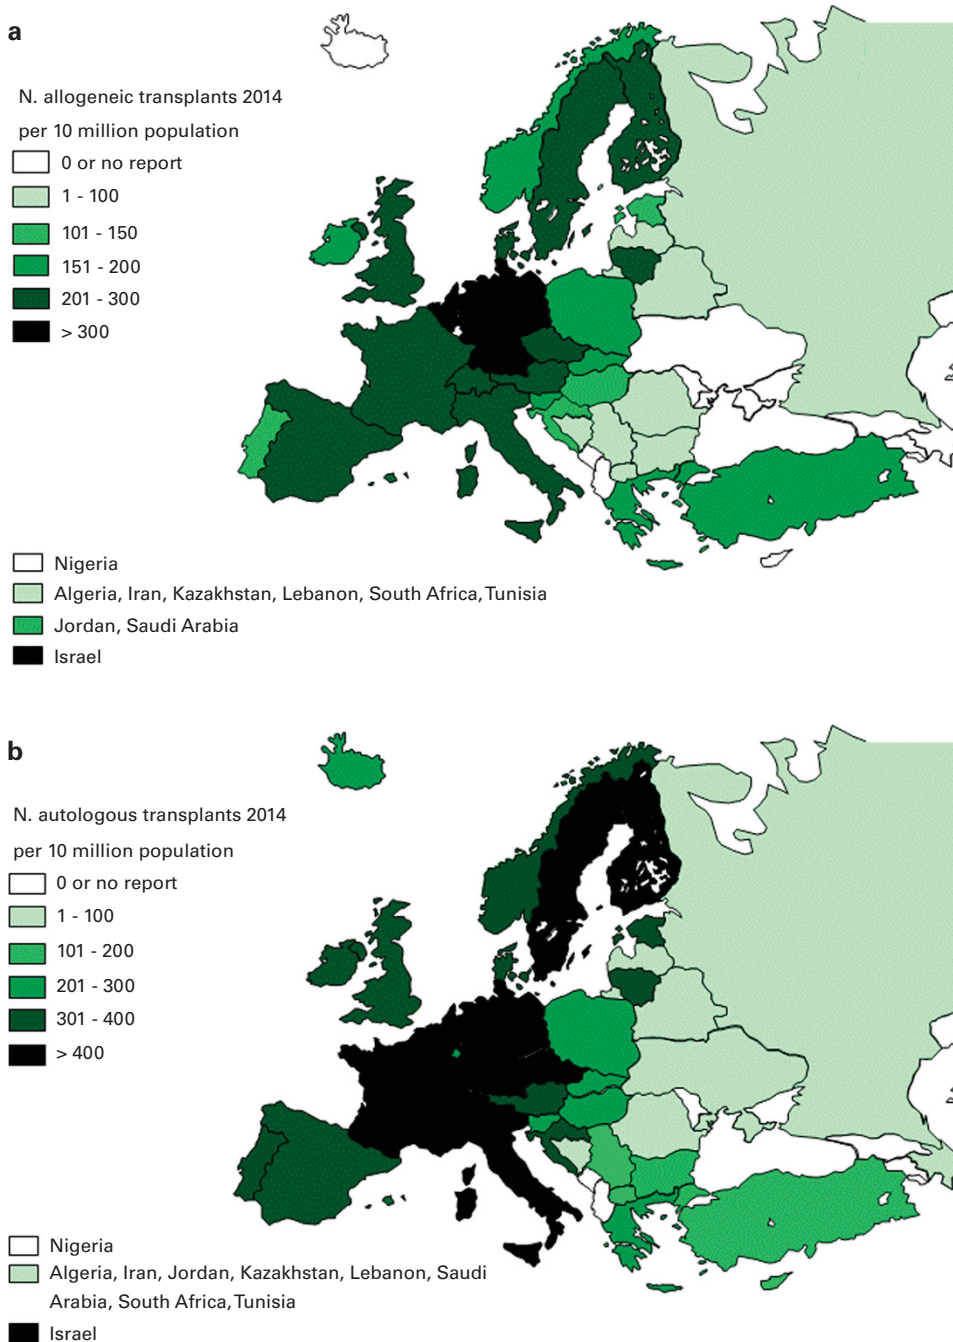 a
N. allogeneic transplants 2014
per 10 million population
0 or no report
1 - 100
101 - 150
151 - 200
201 - 300
> 300
Nigeria
Algeria, Iran, Kazakhstan, Lebanon, South Africa, Tunisia
Jordan, Saudi Arabia
Israel
b
N. autologous transplants 2014
per 10 million population
0 or no report
1 - 100
101 - 200
201 - 300
301 - 400
> 400
Nigeria
Algeria, Iran, Jordan, Kazakhstan, Lebanon, Saudi
Arabia, South Africa, Tunisia
Israel